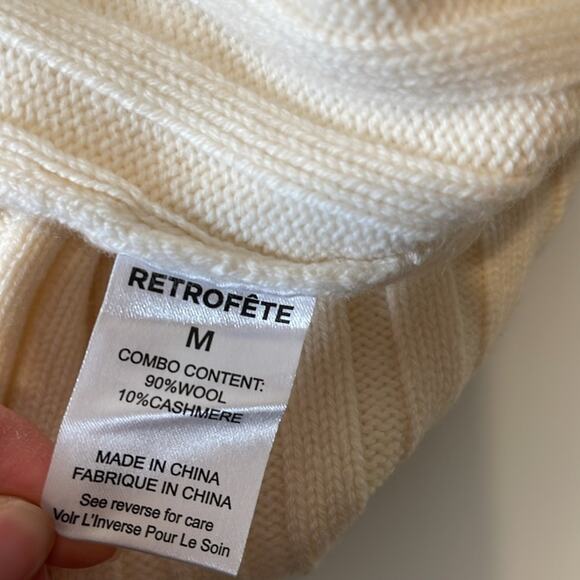 RETROFÊTE
M
COMBO CONTENT:
90%WOOL
10%CASHMERE
MADE IN CHINA
FABRIQUE IN CHINA
See reverse for care
Voir L'Inverse Pour Le Soin